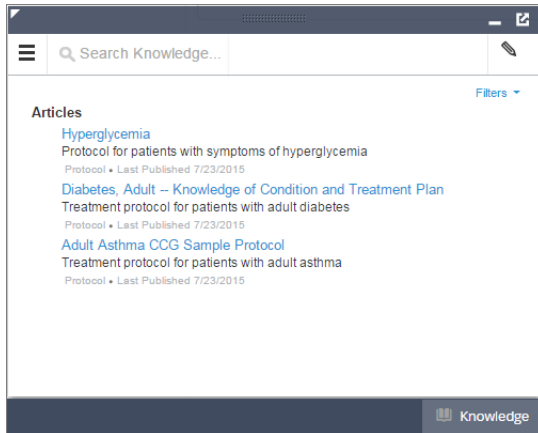 Search Knowledge...
Filters
Articles
Hyperglycemia
Protocol for patients with symptoms of hyperglycemia
Protocol • Last Published 7/23/2015
Diabetes, Adult -- Knowledge of Condition and Treatment Plan
Treatment protocol for patients with adult diabetes
Protocol • Last Published 7/23/2015
Adult Asthma CCG Sample Protocol
Treatment protocol for patients with adult asthma
Protocol • Last Published 7/23/2015
Knowledge